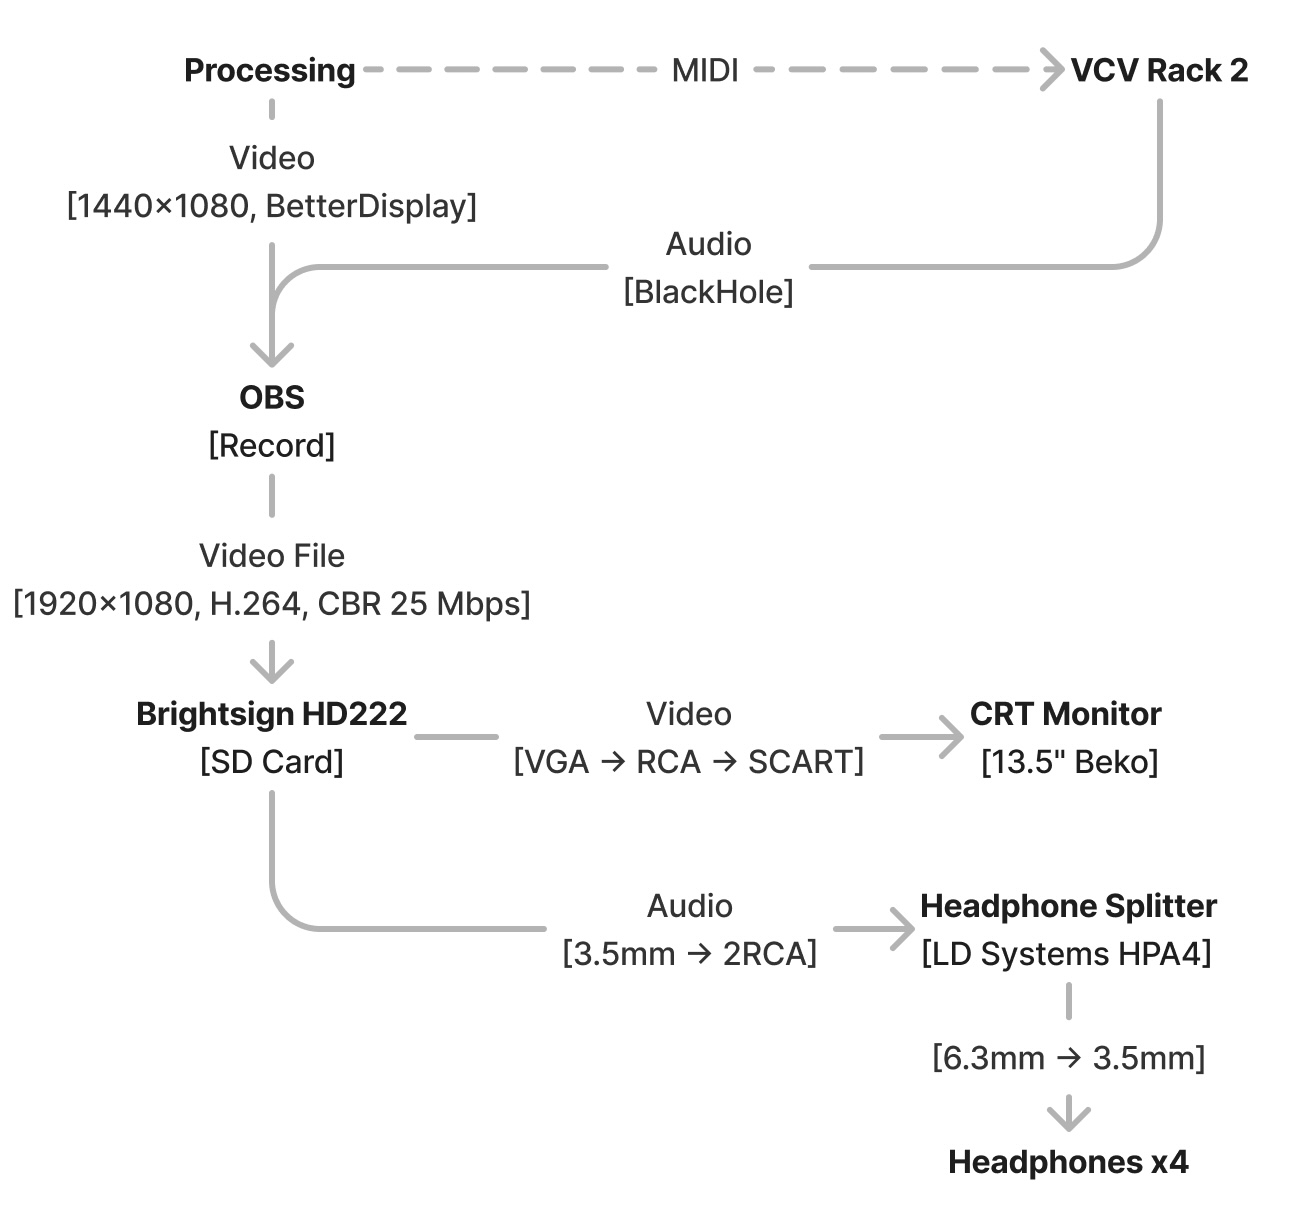 Processing
MIDI
VCV Rack 2
Video
[1440×1080, BetterDisplay]
Audio
[BlackHole]
OBS
[Record]
Video File
[1920×1080, H.264, CBR 25 Mbps]
Brightsign HD222
[SD Card]
Video
[VGA → RCA → SCART]
CRT Monitor
[13.5" Beko]
Audio
[3.5mm → 2RCA]
Headphone Splitter
[LD Systems HPA4]
[6.3mm → 3.5mm]
Headphones x4